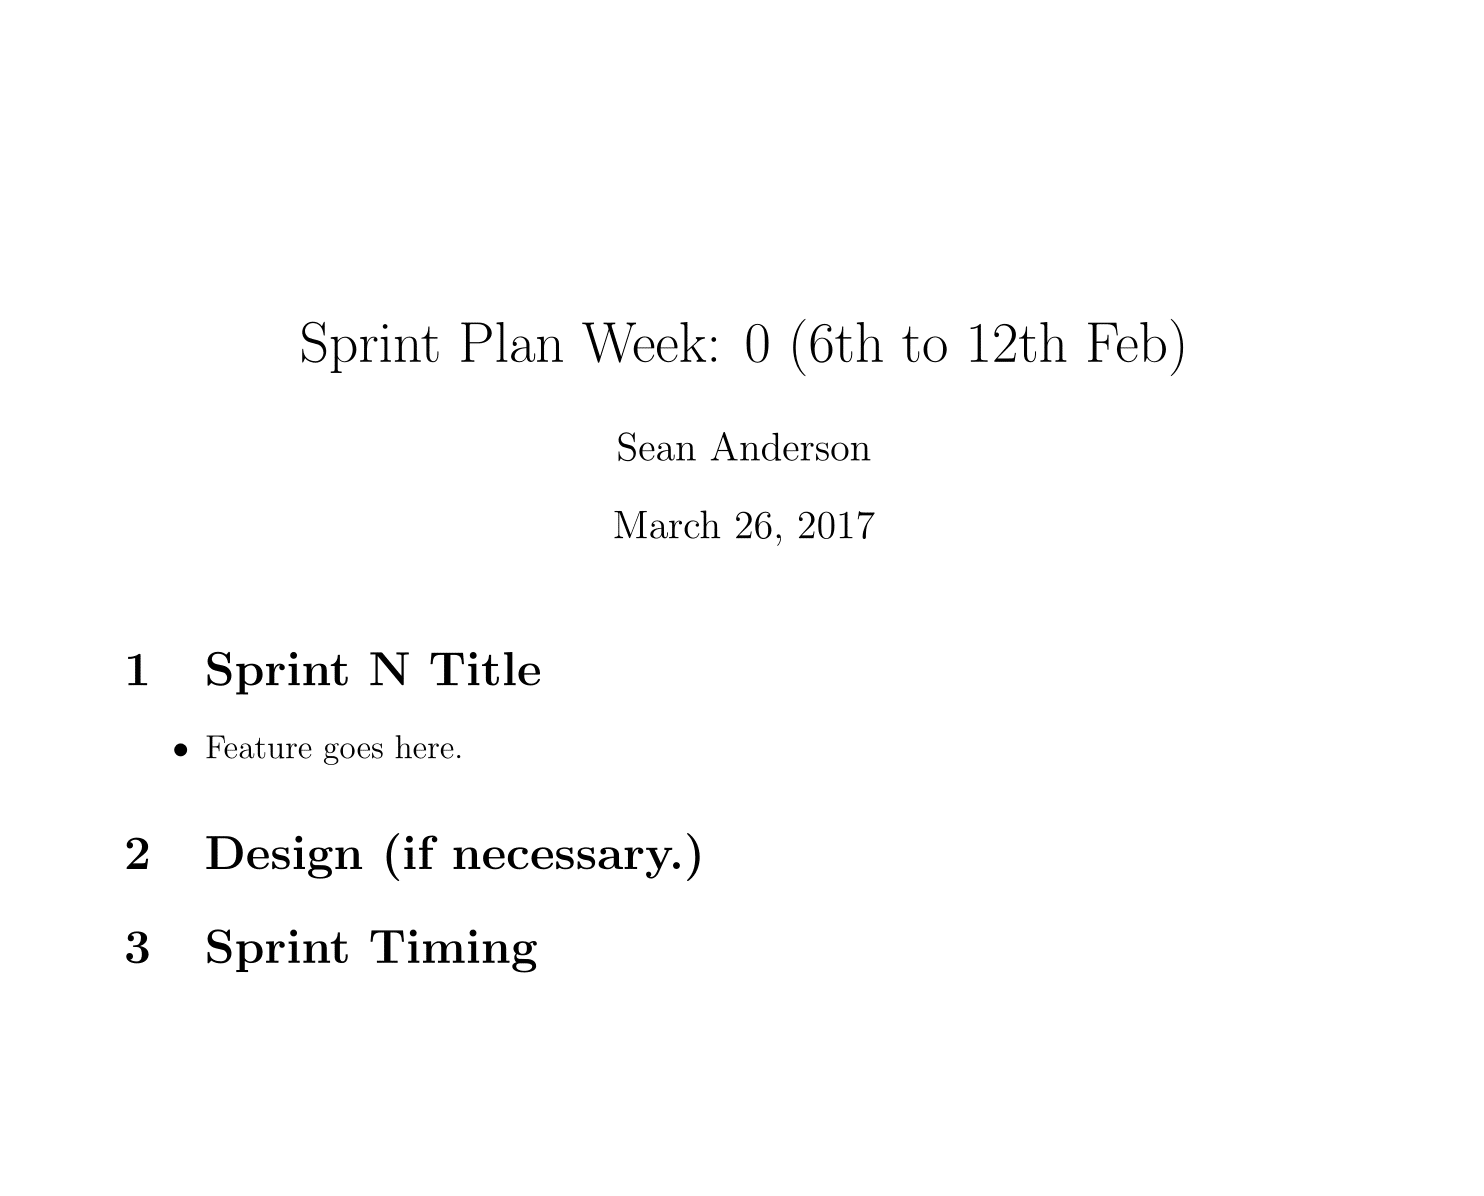 Sprint Plan Week: 0 (6th to 12th Feb)
Sean Anderson
March 26, 2017
1 Sprint N Title
• Feature goes here.
2 Design (if necessary.)
3 Sprint Timing